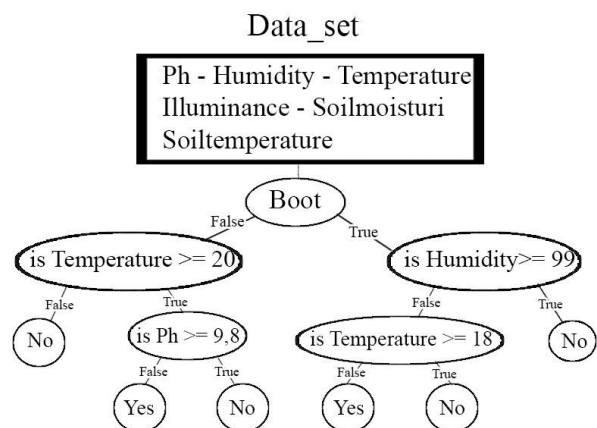 Data_set
Ph - Humidity - Temperature
Illuminance - Soilmoisturi
Soiltemperature
Boot
False
True
is Temperature >= 20
is Humidity>= 99
False
True
False
True
No
is Ph >= 9,8
is Temperature >= 18
No
False
True
False
True
Yes
No
Yes
No